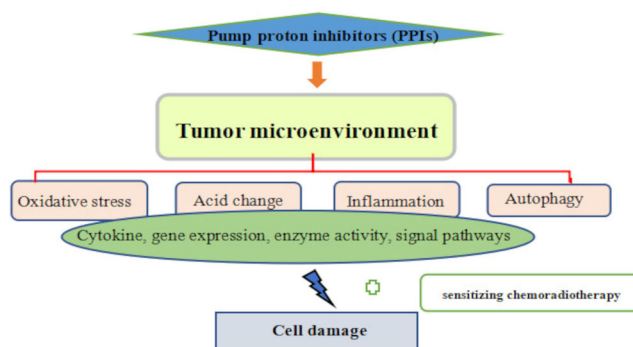 Pump proton inhibitors (PPIs)
Tumor microenvironment
Oxidative stress
Acid change
Inflammation
Autophagy
Cytokine, gene expression, enzyme activity, signal pathways
sensitizing chemoradiotherapy
Cell damage